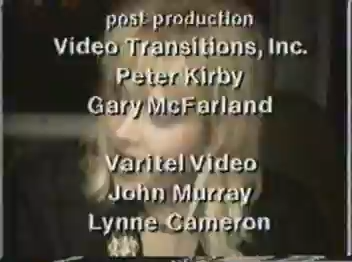 post-production
Video Transitions, Inc.
Peter Kirby
Gary McFarland
Varitel Video
John Murray
Lynne Cameron